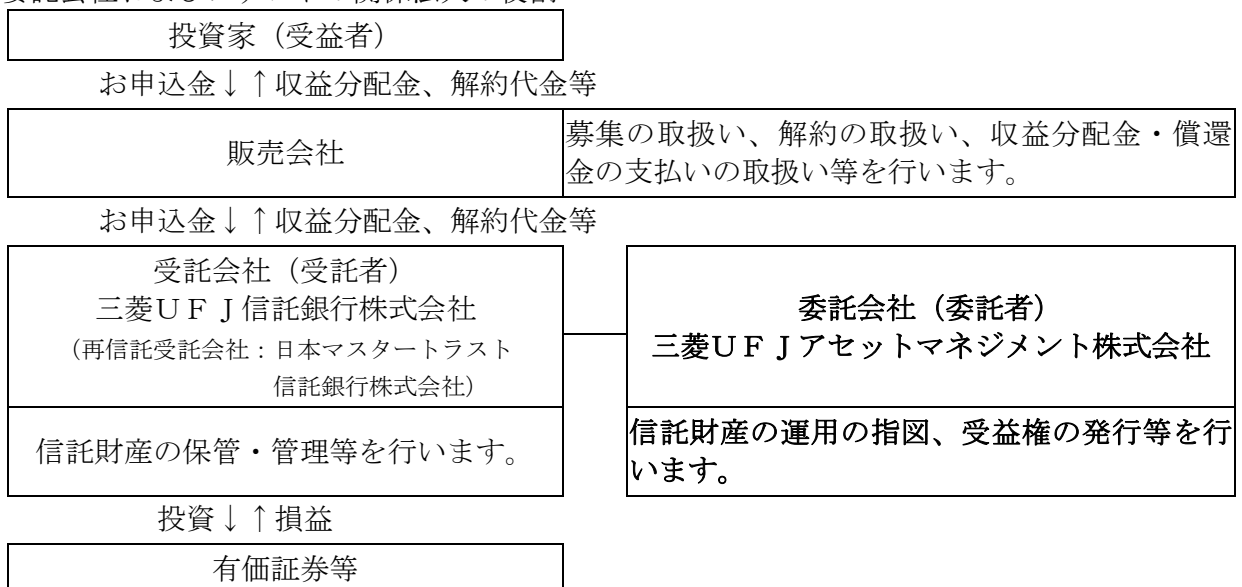 投資家（受益者）
お申込金↓↑収益分配金、解約代金等
販売会社
募集の取扱い、解約の取扱い、収益分配金・償還
金の支払いの取扱い等を行います。
お申込金↓↑収益分配金、解約代金等
受託会社（受託者）
三菱ＵＦＪ信託銀行株式会社
（再信託受託会社：日本マスタートラスト
信託銀行株式会社）
委託会社（委託者）
三菱ＵＦＪアセットマネジメント株式会社
信託財産の保管・管理等を行います。
信託財産の運用の指図、受益権の発行等を行
います。
投資↓↑損益
有価証券等